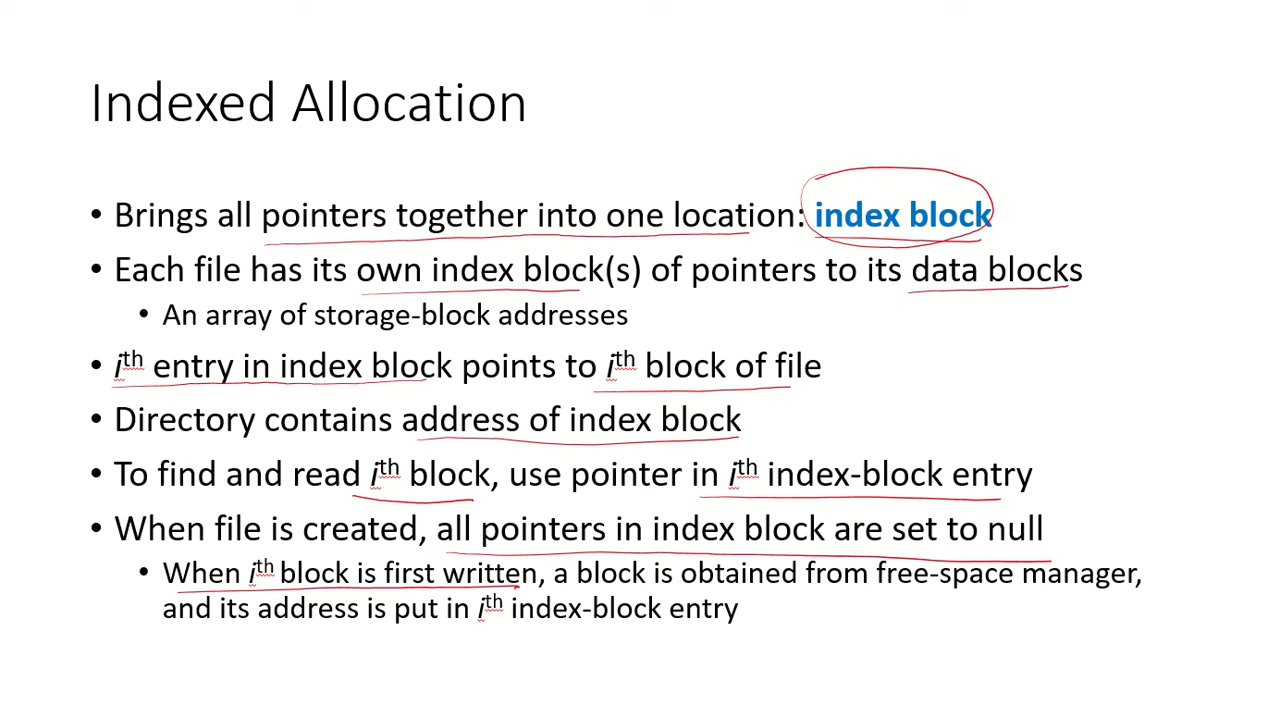 Indexed Allocation
• Brings all pointers together into one location: index block
• Each file has its own index block(s) of pointers to its data blocks
• An array of storage-block addresses
• ith entry in index block points to ith block of file
• Directory contains address of index block
• To find and read ith block, use pointer in ith index-block entry
• When file is created, all pointers in index block are set to null
• When ith block is first written, a block is obtained from free-space manager,
and its address is put in ith index-block entry